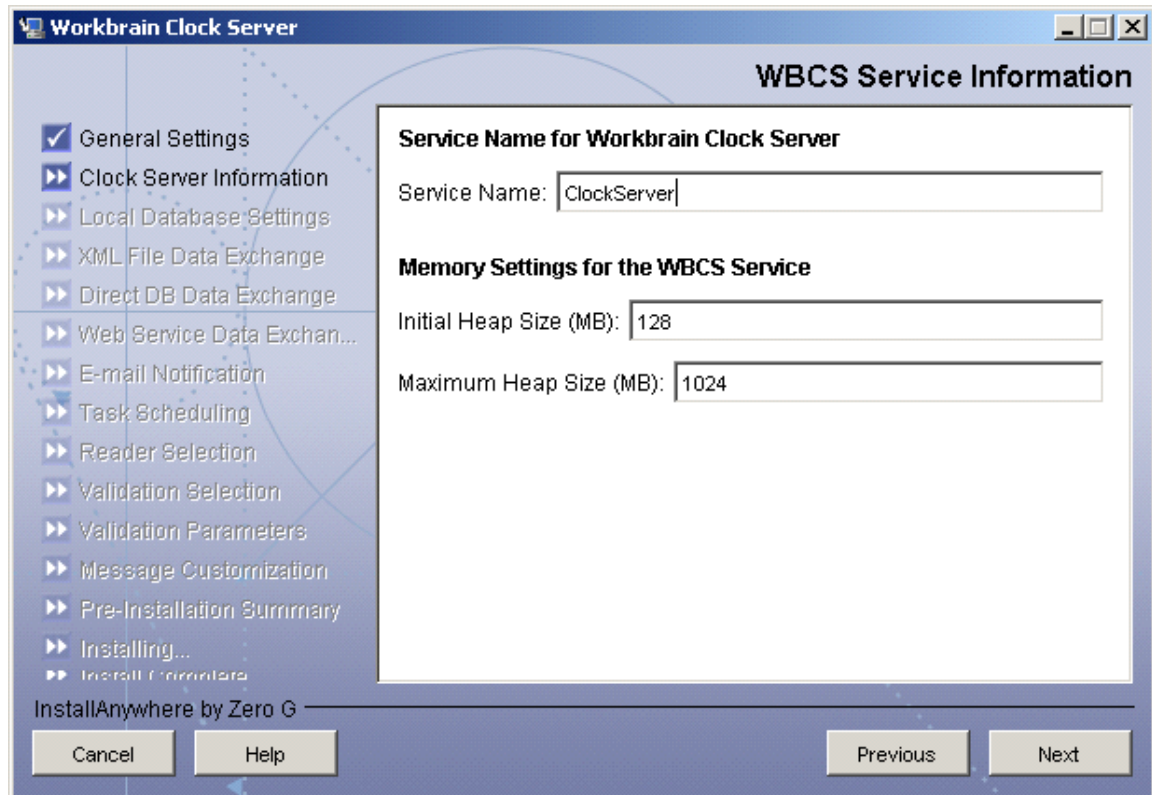 Workbrain Clock Server
WBCS Service Information
General Settings
Clock Server Information
Local Database Settings
XML File Data Exchange
Direct DB Data Exchange
Web Service Data Exchan...
E-mail Notification
Task Scheduling
Reader Selection
Validation Selection
Validation Parameters
Message Customization
Pre-Installation Summary
Installing...
Install Complete
Service Name for Workbrain Clock Server
Service Name: ClockServer
Memory Settings for the WBCS Service
Initial Heap Size (MB): 128
Maximum Heap Size (MB): 1024
InstallAnywhere by Zero G
Cancel Help Previous Next